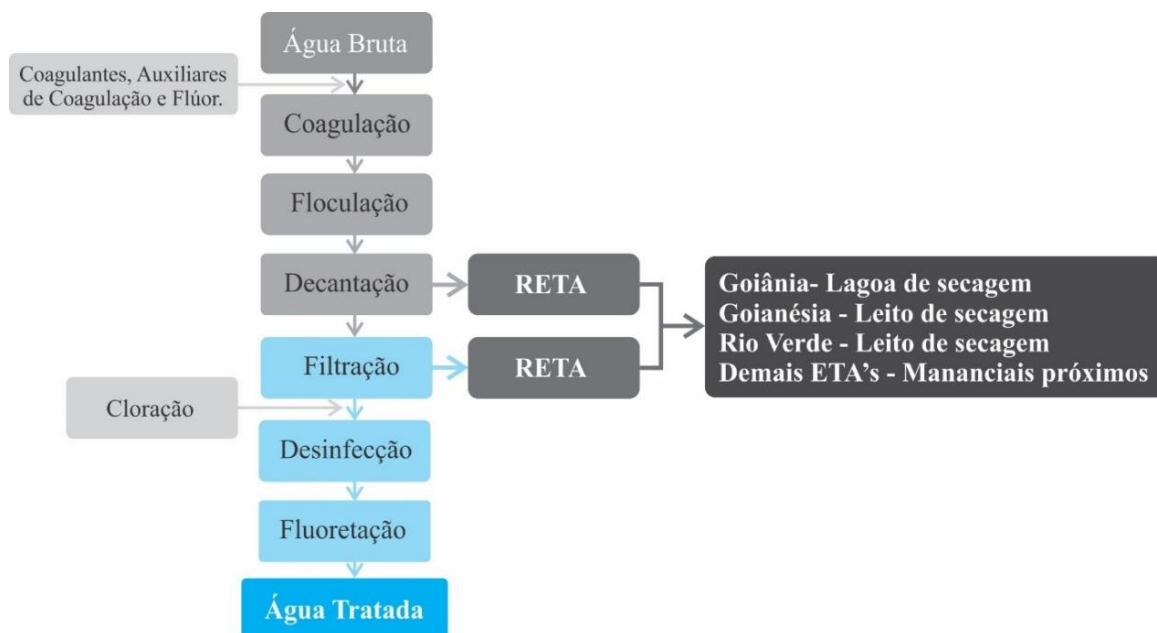 Água Bruta
Coagulantes, Auxiliares
de Coagulação e Flúor.
Coagulação
Floculação
Decantação
RETA
Goiânia- Lagoa de secagem
Goianésia - Leito de secagem
Rio Verde - Leito de secagem
Demais ETA's - Mananciais próximos
Filtração
RETA
Cloração
Desinfecção
Fluoretação
Água Tratada